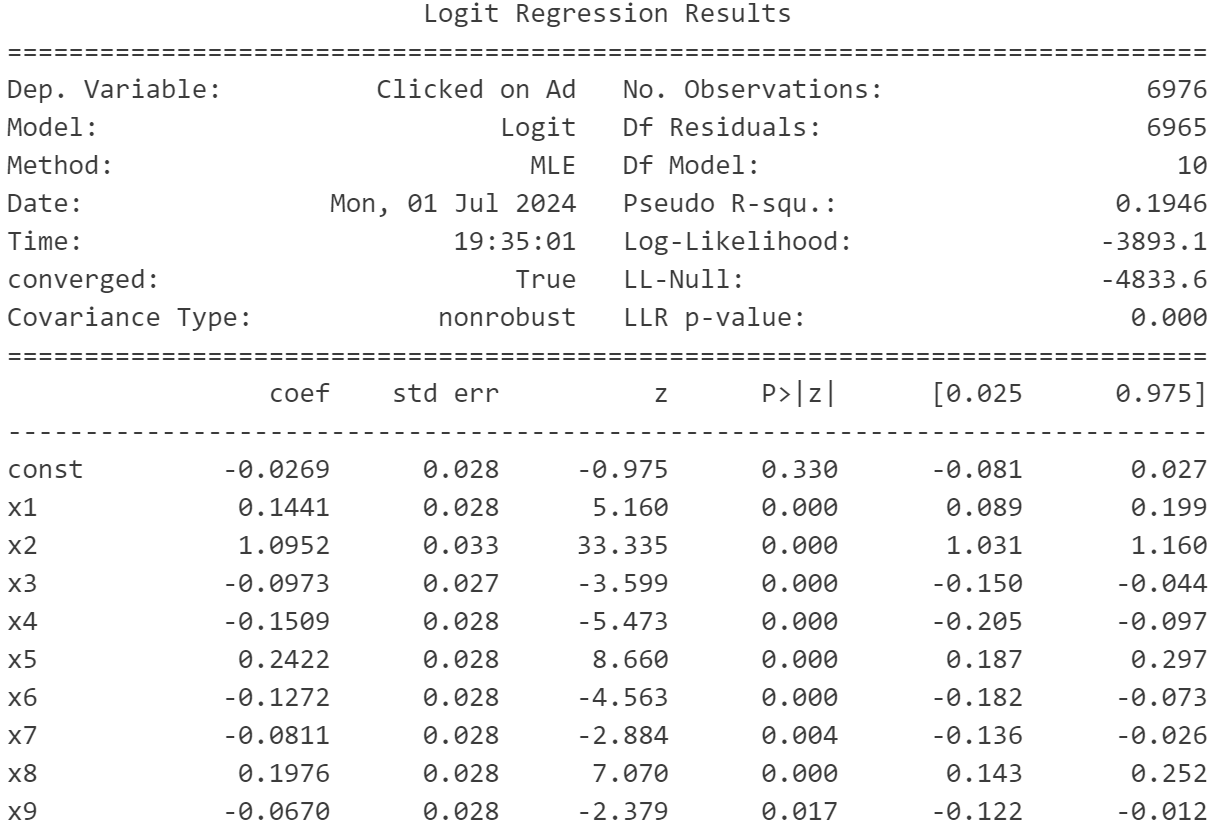 Logit Regression Results
==============================================================================
Dep. Variable:          Clicked on Ad   No. Observations:                 6976
Model:                          Logit   Df Residuals:                     6965
Method:                           MLE   Df Model:                           10
Date:                Mon, 01 Jul 2024   Pseudo R-squ.:                  0.1946
Time:                        19:35:01   Log-Likelihood:                -3893.1
converged:                       True   LL-Null:                       -4833.6
Covariance Type:            nonrobust   LLR p-value:                     0.000
==============================================================================
                 coef    std err          z      P>|z|      [0.025      0.975]
------------------------------------------------------------------------------
const         -0.0269      0.028     -0.975      0.330      -0.081       0.027
x1             0.1441      0.028      5.160      0.000       0.089       0.199
x2             1.0952      0.033     33.335      0.000       1.031       1.160
x3            -0.0973      0.027     -3.599      0.000      -0.150      -0.044
x4            -0.1509      0.028     -5.473      0.000      -0.205      -0.097
x5             0.2422      0.028      8.660      0.000       0.187       0.297
x6            -0.1272      0.028     -4.563      0.000      -0.182      -0.073
x7            -0.0811      0.028     -2.884      0.004      -0.136      -0.026
x8             0.1976      0.028      7.070      0.000       0.143       0.252
x9            -0.0670      0.028     -2.379      0.017      -0.122      -0.012